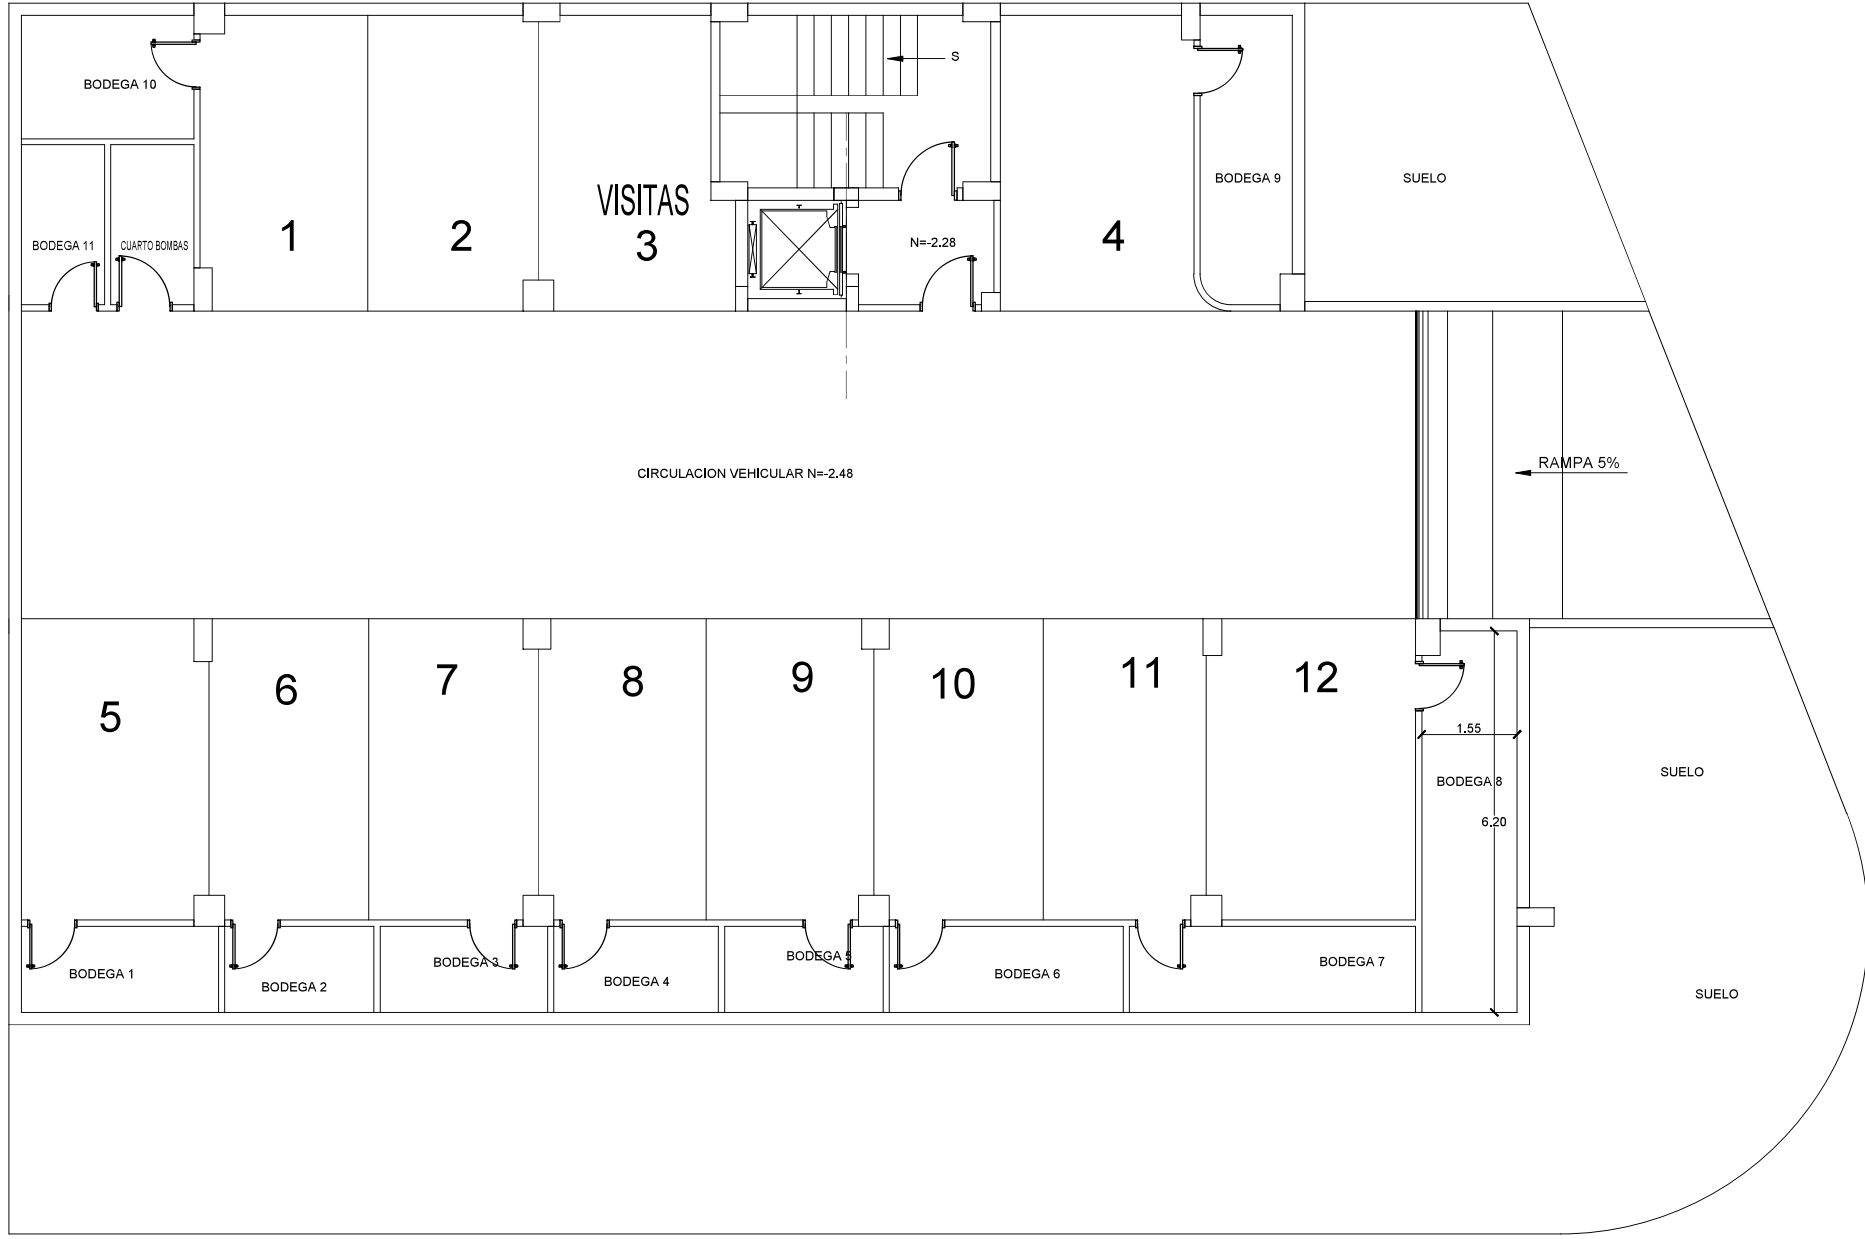 S
BODEGA 10
BODEGA 9
SUELO
VISITAS
1
2
3
4
BODEGA 11
CUARTO BOMBAS
N=-2.28
CIRCULACION VEHICULAR N=-2.48
RAMPA 5%
5
6
7
8
9
10
11
12
1.55
BODEGA 8
6.20
SUELO
BODEGA 1
BODEGA 2
BODEGA 3
BODEGA 4
BODEGA 5
BODEGA 6
BODEGA 7
SUELO